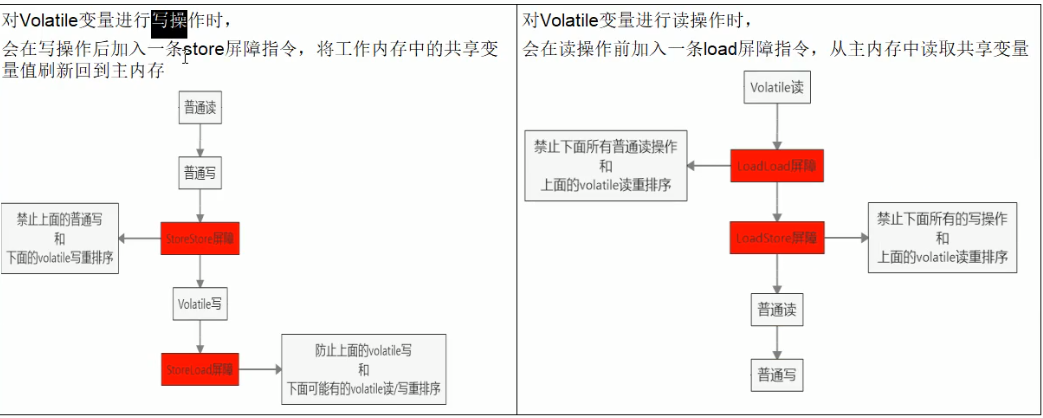 对Volatile变量进行写操作时，
会在写操作后加入一条store屏障指令，将工作内存中的共享变
量值刷新回到主内存
普通读
普通写
禁止上面的普通写
和
下面的volatile写重排序
StoreStore屏障
Volatile写
StoreLoad屏障
防止上面的volatile写
和
下面可能有的volatile读/写重排序
对Volatile变量进行读操作时，
会在读操作前加入一条load屏障指令，从主内存中读取共享变量
Volatile读
禁止下面所有普通读操作
和
上面的volatile读重排序
LoadLoad屏障
LoadStore屏障
禁止下面所有的写操作
和
上面的volatile读重排序
普通读
普通写